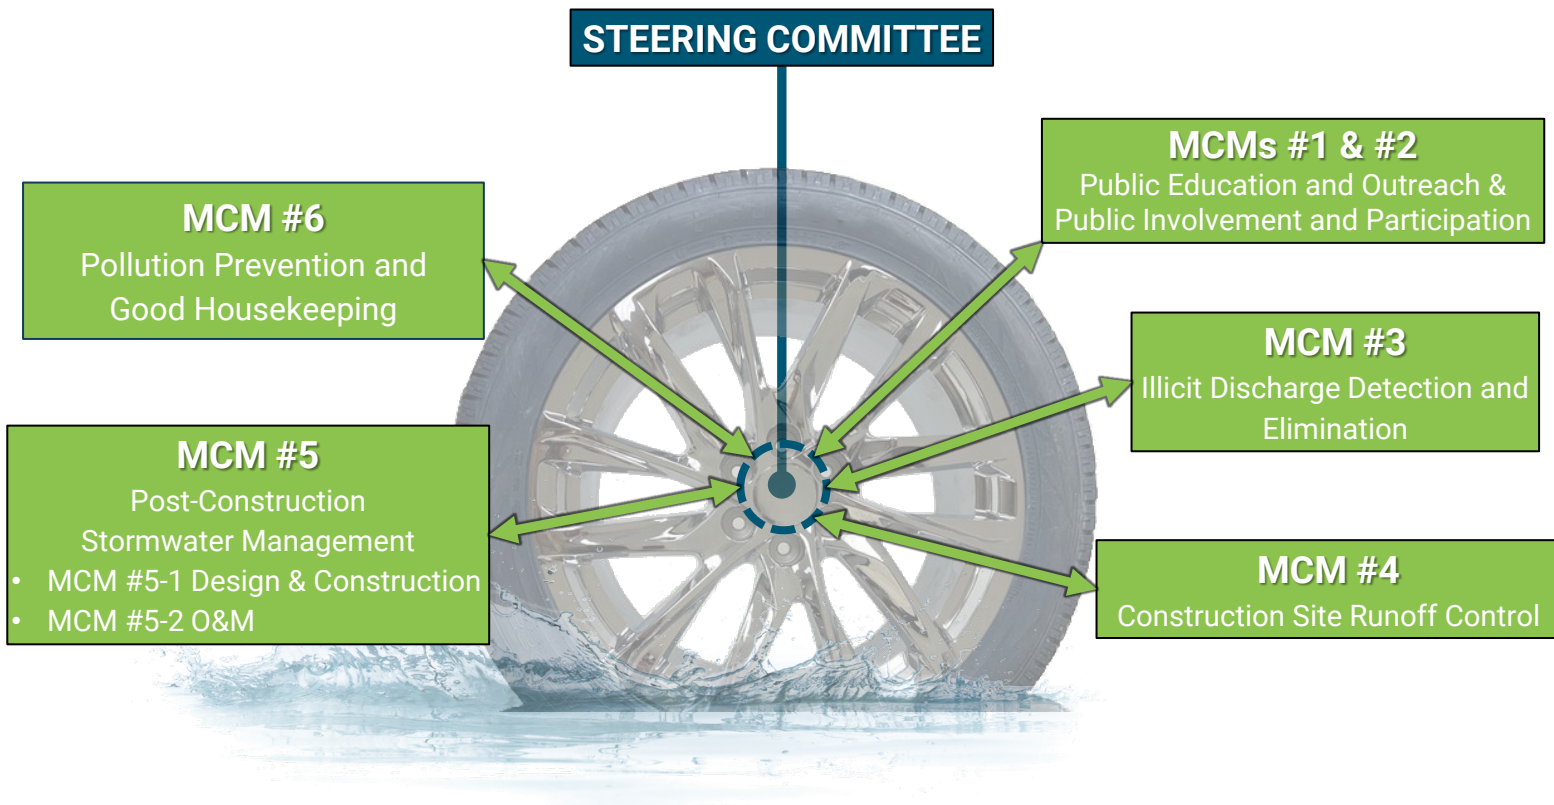 STEERING COMMITTEE
MCMs #1 & #2
Public Education and Outreach &
Public Involvement and Participation
MCM #6
Pollution Prevention and
Good Housekeeping
MCM #3
Illicit Discharge Detection and
Elimination
MCM #5
Post-Construction
Stormwater Management
• MCM #5-1 Design & Construction
• MCM #5-2 O&M
MCM #4
Construction Site Runoff Control